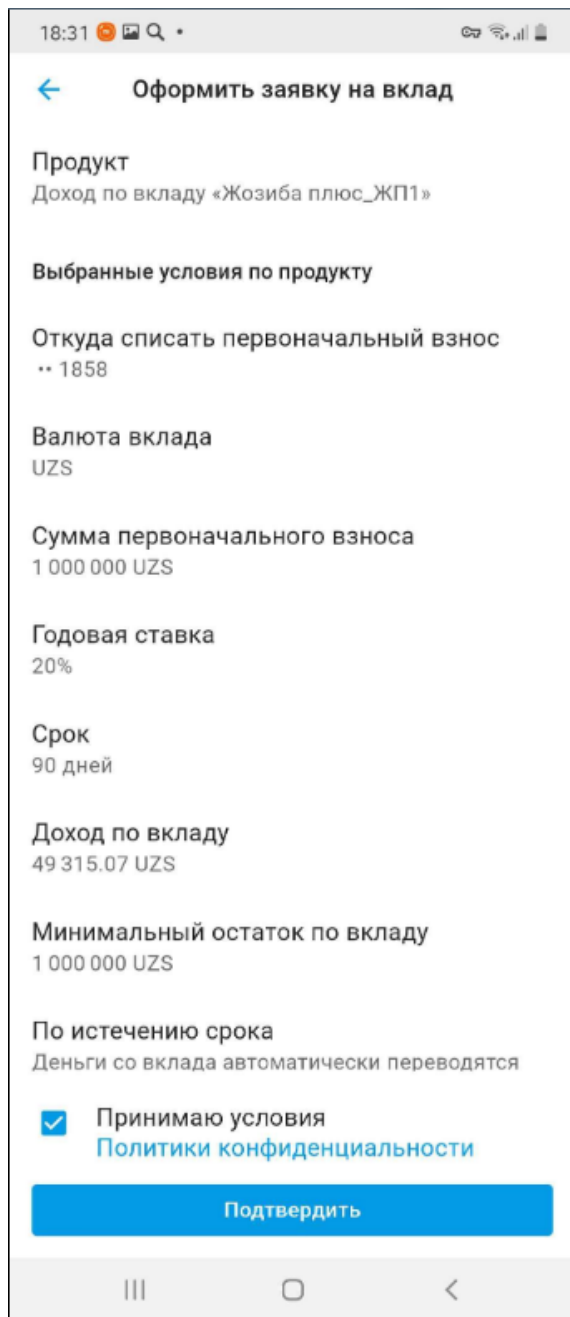 18:31
Оформить заявку на вклад
Продукт
Доход по вкладу «Жозиба плюс_ЖП1»
Выбранные условия по продукту
Откуда списать первоначальный взнос
•• 1858
Валюта вклада
UZS
Сумма первоначального взноса
1 000 000 UZS
Годовая ставка
20%
Срок
90 дней
Доход по вкладу
49 315.07 UZS
Минимальный остаток по вкладу
1 000 000 UZS
По истечению срока
Деньги со вклада автоматически переводятся
Принимаю условия
Политики конфиденциальности
Подтвердить